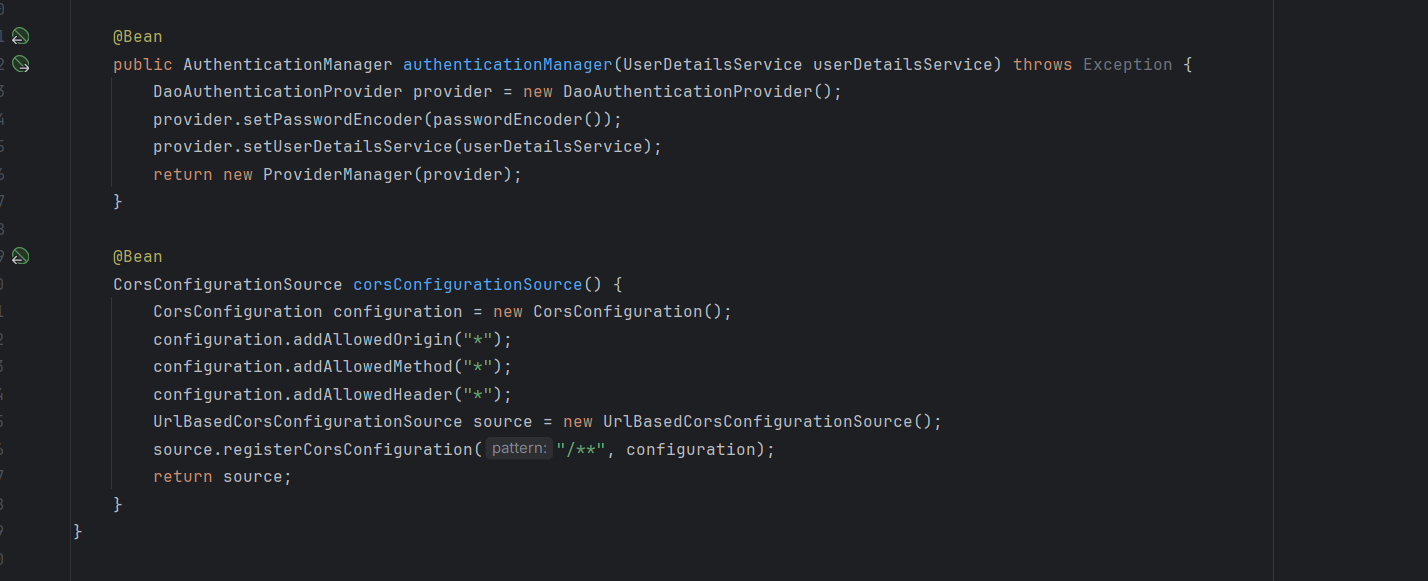 @Bean
public AuthenticationManager authenticationManager(UserDetailsService userDetailsService) throws Exception {
DaoAuthenticationProvider provider = new DaoAuthenticationProvider();
provider.setPasswordEncoder(passwordEncoder());
provider.setUserDetailsService(userDetailsService);
return new ProviderManager(provider);
}
@Bean
CorsConfigurationSource corsConfigurationSource() {
CorsConfiguration configuration = new CorsConfiguration();
configuration.addAllowedOrigin("*");
configuration.addAllowedMethod("*");
configuration.addAllowedHeader("*");
UrlBasedCorsConfigurationSource source = new UrlBasedCorsConfigurationSource();
source.registerCorsConfiguration( pattern: "/**", configuration);
return source;
}
}